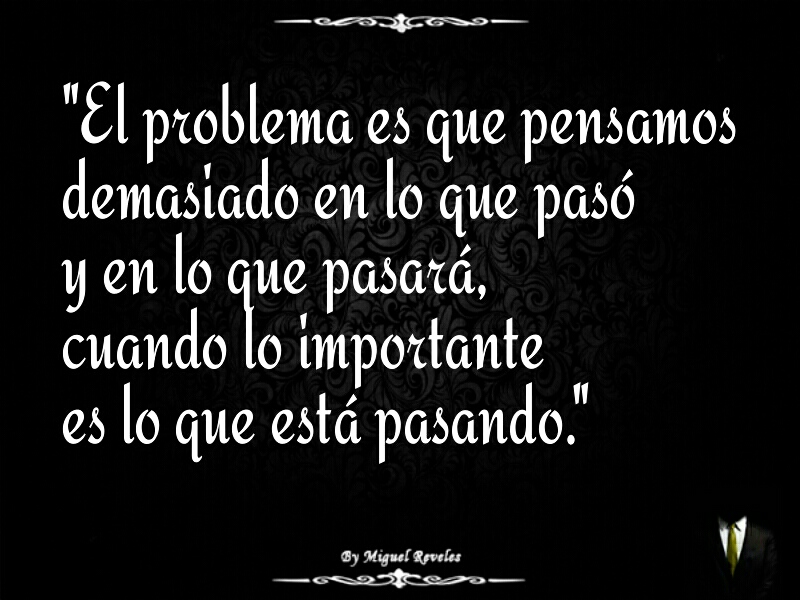 "El problema es que pensamos
demasiado en lo que pasó
y en lo que pasará,
cuando lo importante
es lo que está pasando."
By Miguel Reveles